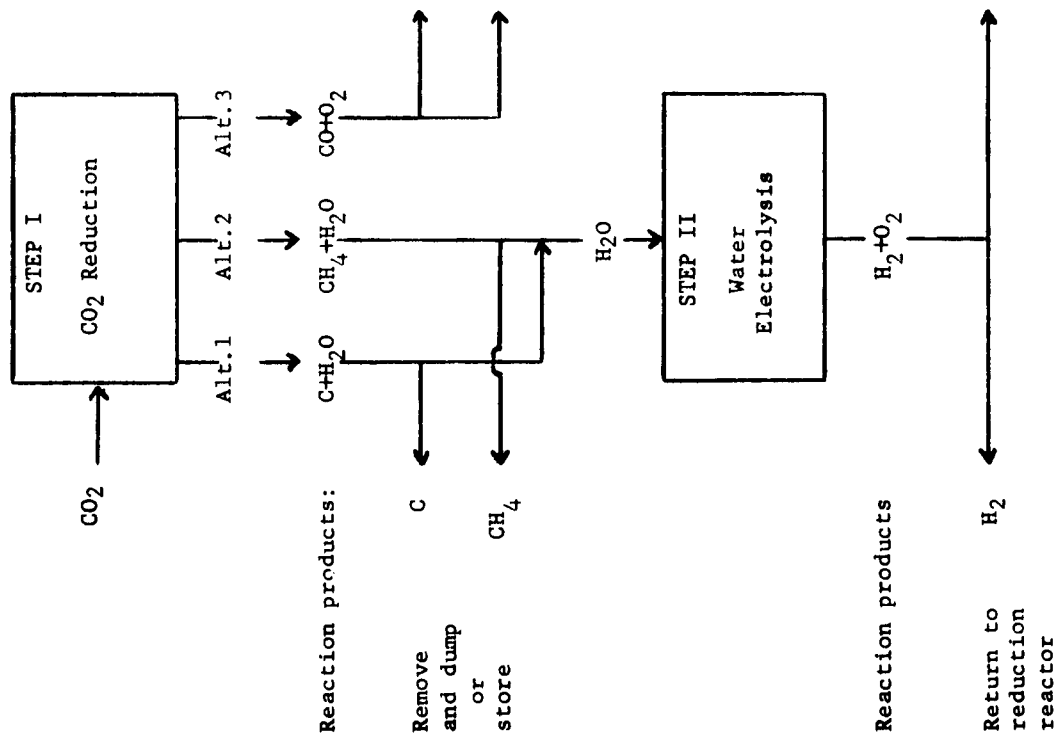 STEP I
CO₂ Reduction
CO₂
Alt.1 Alt.2 Alt.3
Reaction products: C+H₂O CH₄+H₂O CO+O₂
Remove
and dump
or
store
C
CH₄
H₂O
STEP II
Water
Electrolysis
Reaction products H₂+O₂
Return to
reduction
reactor
H₂